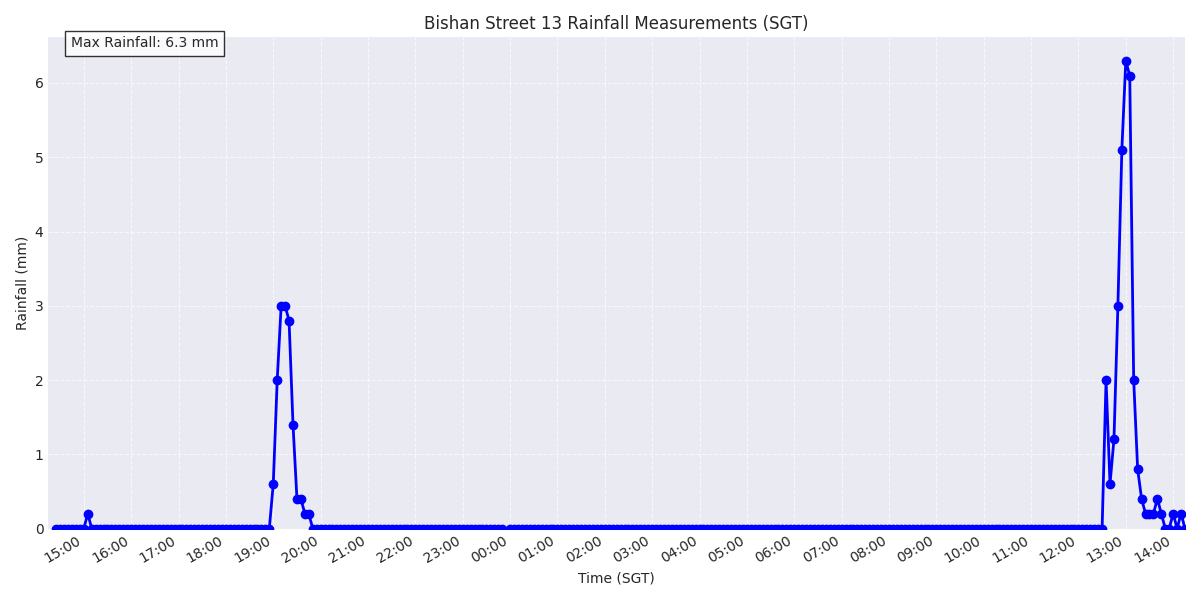 Bishan Street 13 Rainfall Measurements (SGT)
Max Rainfall: 6.3 mm
Rainfall (mm)
6
5
4
3
2
1
0
15:00 16:00 17:00 18:00 19:00 20:00 21:00 22:00 23:00 00:00 01:00 02:00 03:00 04:00 05:00 06:00 07:00 08:00 09:00 10:00 11:00 12:00 13:00 14:00
Time (SGT)